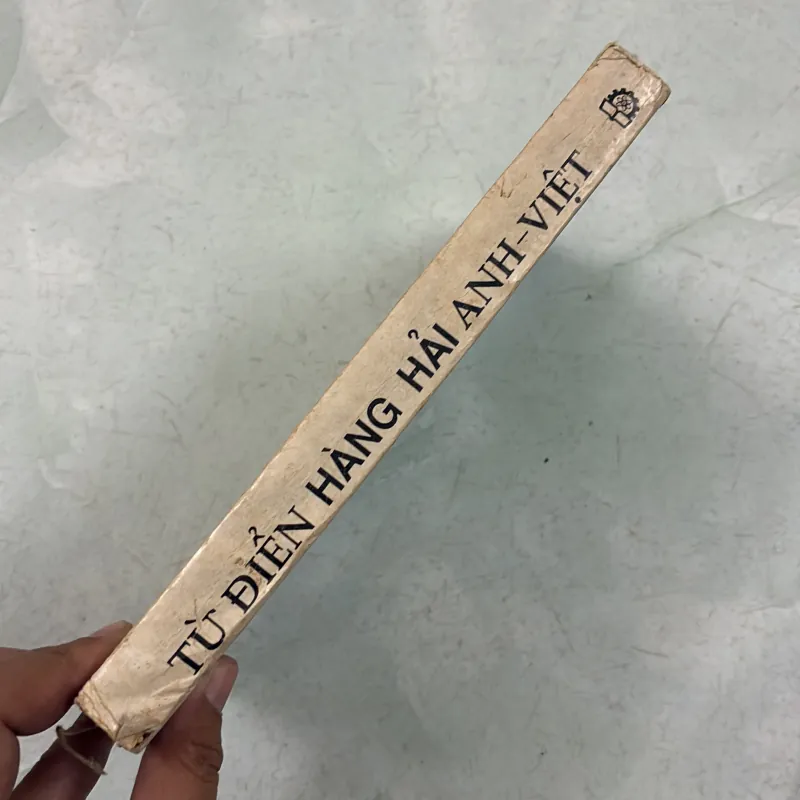 TỪ ĐIỂN HÀNG HẢI ANH-VIỆT